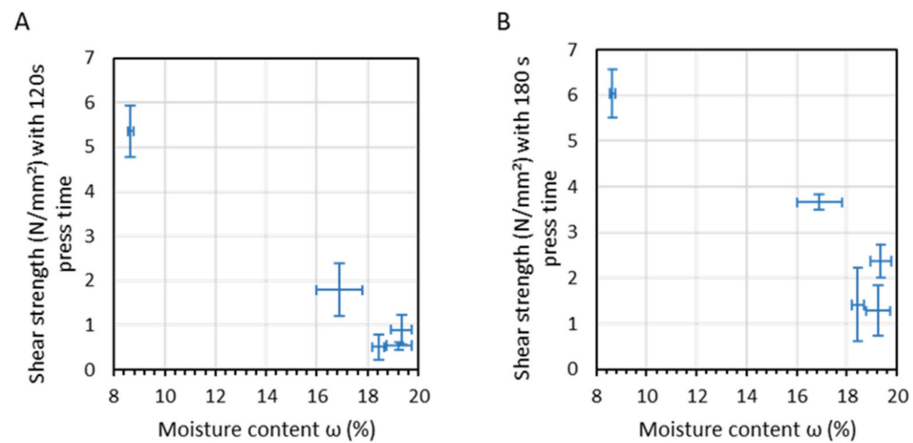 A
Shear strength (N/mm²) with 120s
press time
7
6
5
4
3
2
1
0
8 10 12 14 16 18 20
Moisture content ω (%)
B
Shear strength (N/mm²) with 180 s
press time
7
6
5
4
3
2
1
0
8 10 12 14 16 18 20
Moisture content ω (%)